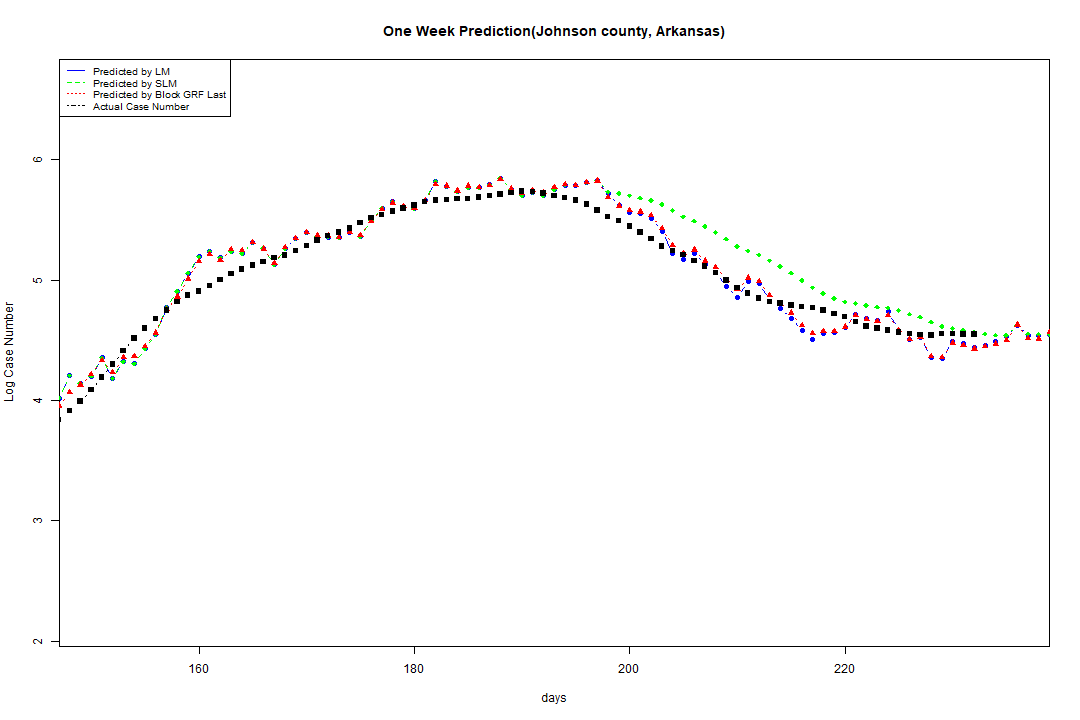 One Week Prediction(Johnson county, Arkansas)
Predicted by LM
Predicted by SLM
Predicted by Block GRF Last
Actual Case Number
6
5
4
3
2
Log Case Number
160 180 200 220
days